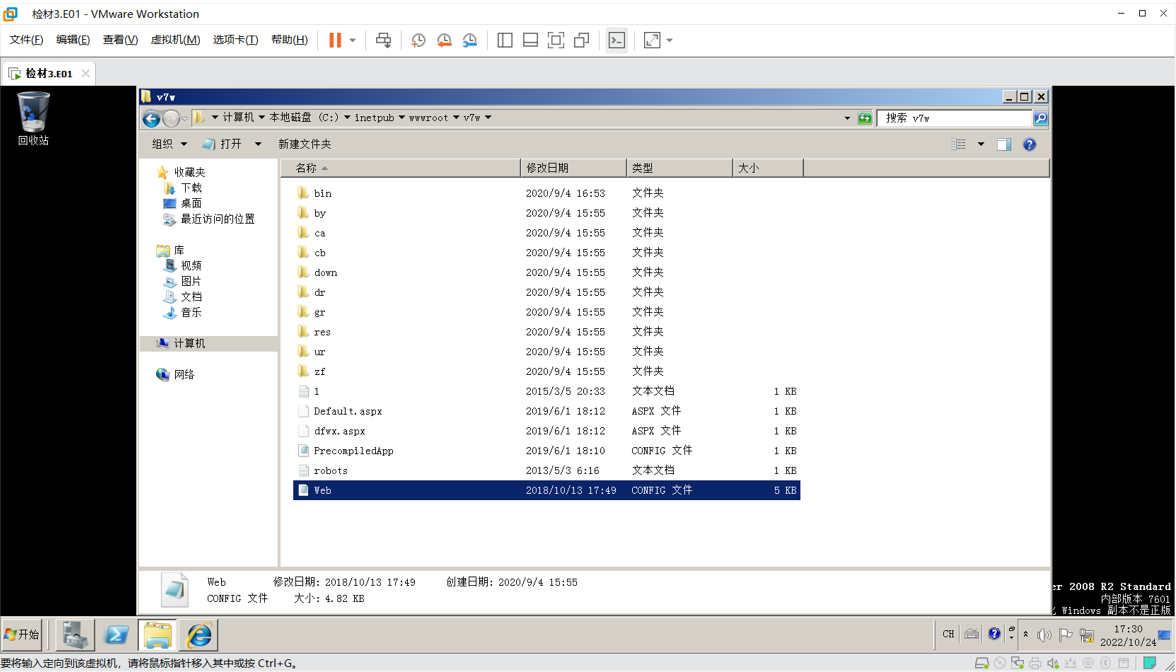 检材3.E01 - VMware Workstation
文件(F) 编辑(E) 查看(V) 虚拟机(M) 选项卡(T) 帮助(H)
检材3.E01
回收站
v7w
计算机 本地磁盘 (C:) inetpub wwwroot v7w
搜索 v7w
组织 打开 新建文件夹
收藏夹
下载
桌面
最近访问的位置
库
视频
图片
文档
音乐
计算机
网络
名称 修改日期 类型 大小
bin 2020/9/4 16:53 文件夹
by 2020/9/4 15:55 文件夹
ca 2020/9/4 15:55 文件夹
cb 2020/9/4 15:55 文件夹
down 2020/9/4 15:55 文件夹
dr 2020/9/4 15:55 文件夹
gr 2020/9/4 15:55 文件夹
res 2020/9/4 15:55 文件夹
ur 2020/9/4 15:55 文件夹
zf 2020/9/4 15:55 文件夹
1 2015/3/5 20:33 文本文档 1 KB
Default.aspx 2019/6/1 18:12 ASPX 文件 1 KB
dfwx.aspx 2019/6/1 18:12 ASPX 文件 1 KB
PrecompiledApp 2019/6/1 18:10 CONFIG 文件 1 KB
robots 2013/5/3 6:16 文本文档 1 KB
Web 2018/10/13 17:49 CONFIG 文件 5 KB
Web 修改日期: 2018/10/13 17:49 创建日期: 2020/9/4 15:55
CONFIG 文件 大小: 4.82 KB
er 2008 R2 Standard
内部版本 7601
Windows 副本不是正版
开始
CH
17:30
2022/10/24
要将输入定向到该虚拟机，请将鼠标指针移入其中或按 Ctrl+G。